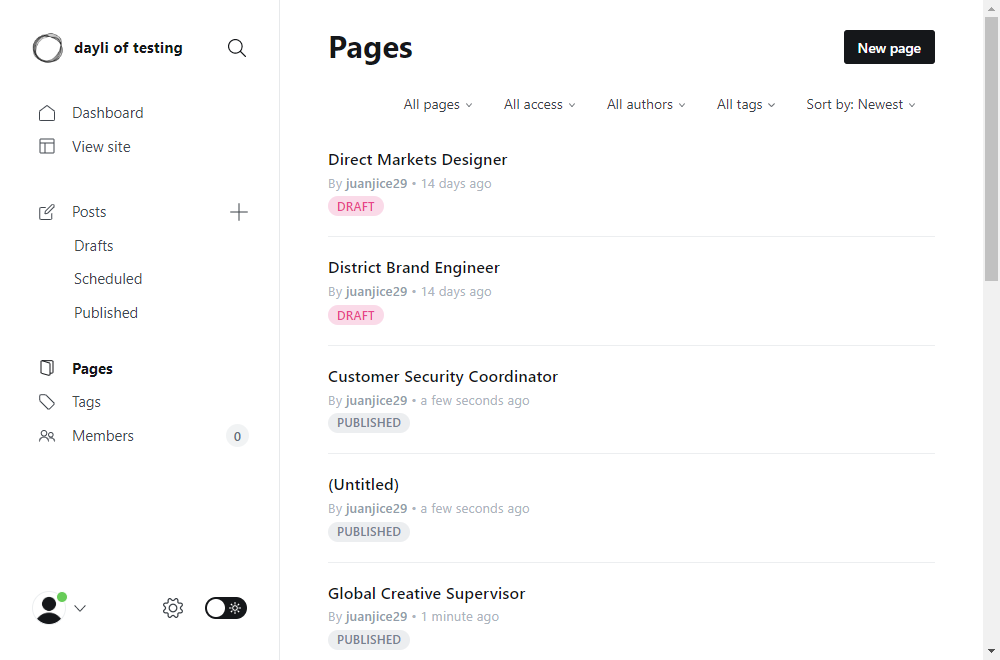 dayli of testing
Dashboard
View site
Posts
Drafts
Scheduled
Published
Pages
Tags
Members
0
Pages
New page
All pages
All access
All authors
All tags
Sort by: Newest
Direct Markets Designer
By juanjice29 • 14 days ago
DRAFT
District Brand Engineer
By juanjice29 • 14 days ago
DRAFT
Customer Security Coordinator
By juanjice29 • a few seconds ago
PUBLISHED
(Untitled)
By juanjice29 • a few seconds ago
PUBLISHED
Global Creative Supervisor
By juanjice29 • 1 minute ago
PUBLISHED